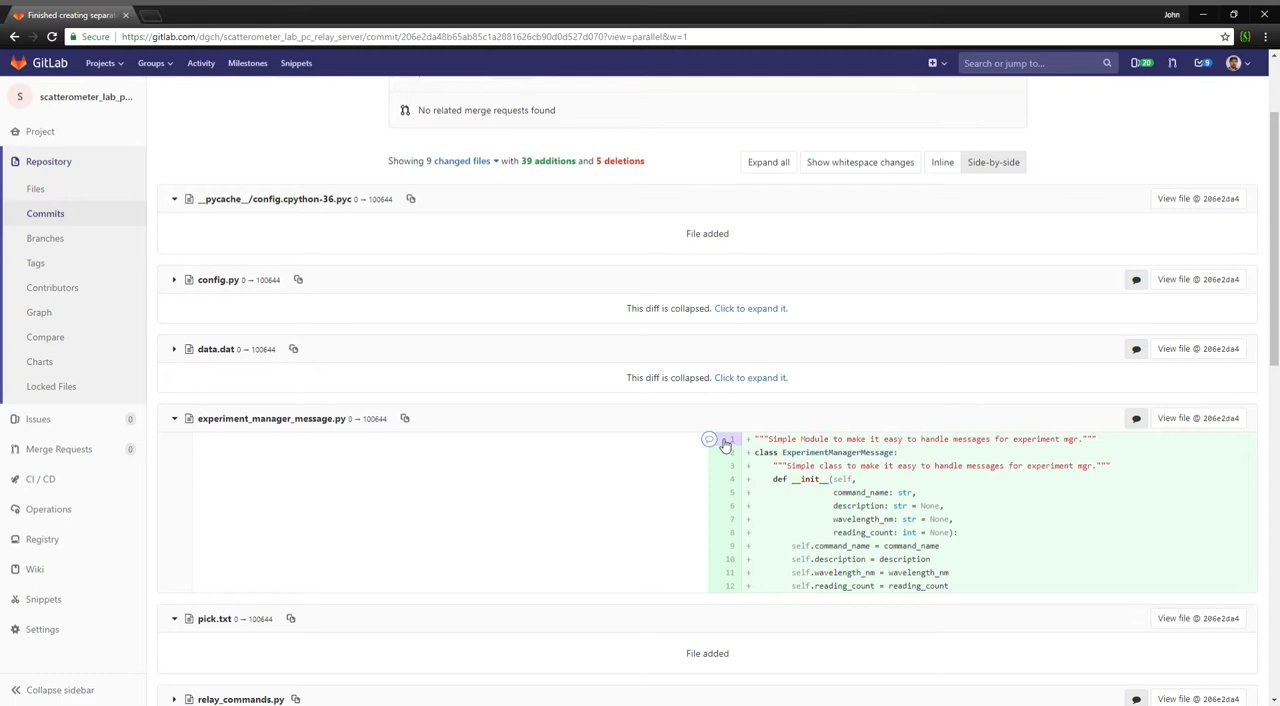 Finished creating separa
John
Secure https://gitlab.com/dgch/scatterometer_lab_pc_relay_server/commit/206e2da48b65ab85c1a2881626cb90d0d527d070?view=parallel&w=1
GitLab Projects Groups Activity Milestones Snippets Search or jump to... 20 9
S scatterometer_lab_p...
Project
Repository
Files
Commits
Branches
Tags
Contributors
Graph
Compare
Charts
Locked Files
Issues 0
Merge Requests 0
CI / CD
Operations
Registry
Wiki
Snippets
Settings
Collapse sidebar
No related merge requests found
Showing 9 changed files with 39 additions and 5 deletions Expand all Show whitespace changes Inline Side-by-side
__pycache__/config.cpython-36.pyc 0 → 100644 View file @ 206e2da4
File added
config.py 0 → 100644 View file @ 206e2da4
This diff is collapsed. Click to expand it.
data.dat 0 → 100644 View file @ 206e2da4
This diff is collapsed. Click to expand it.
experiment_manager_message.py 0 → 100644 View file @ 206e2da4
1 + """Simple Module to make it easy to handle messages for experiment mgr."""
2 + class ExperimentManagerMessage:
3 + """Simple class to make it easy to handle messages for experiment mgr."""
4 + def __init__(self,
5 + command_name: str,
6 + description: str = None,
7 + wavelength_nm: str = None,
8 + reading_count: int = None):
9 + self.command_name = command_name
10 + self.description = description
11 + self.wavelength_nm = wavelength_nm
12 + self.reading_count = reading_count
pick.txt 0 → 100644 View file @ 206e2da4
File added
relay_commands.py 0 → 100644 View file @ 206e2da4